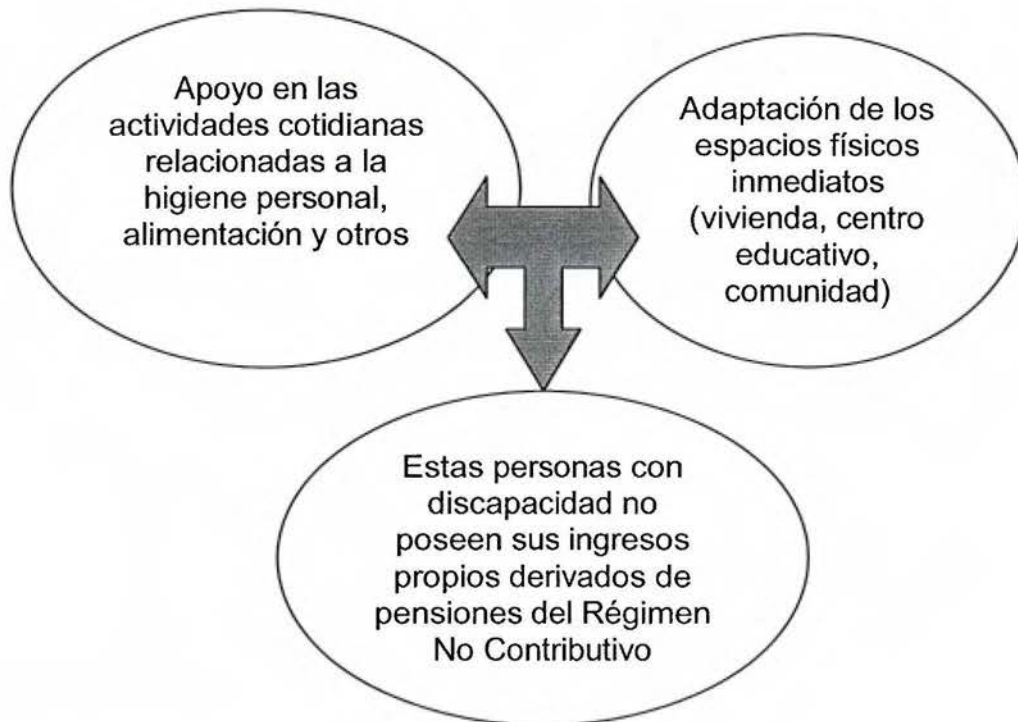 Apoyo en las
actividades cotidianas
relacionadas a la
higiene personal,
alimentación y otros
Adaptación de los
espacios físicos
inmediatos
(vivienda, centro
educativo,
comunidad)
Estas personas con
discapacidad no
poseen sus ingresos
propios derivados de
pensiones del Régimen
No Contributivo